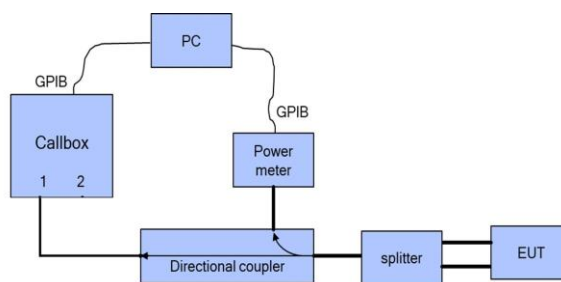 PC
GPIB
GPIB
Callbox
1 2
Power
meter
Directional coupler
splitter
EUT